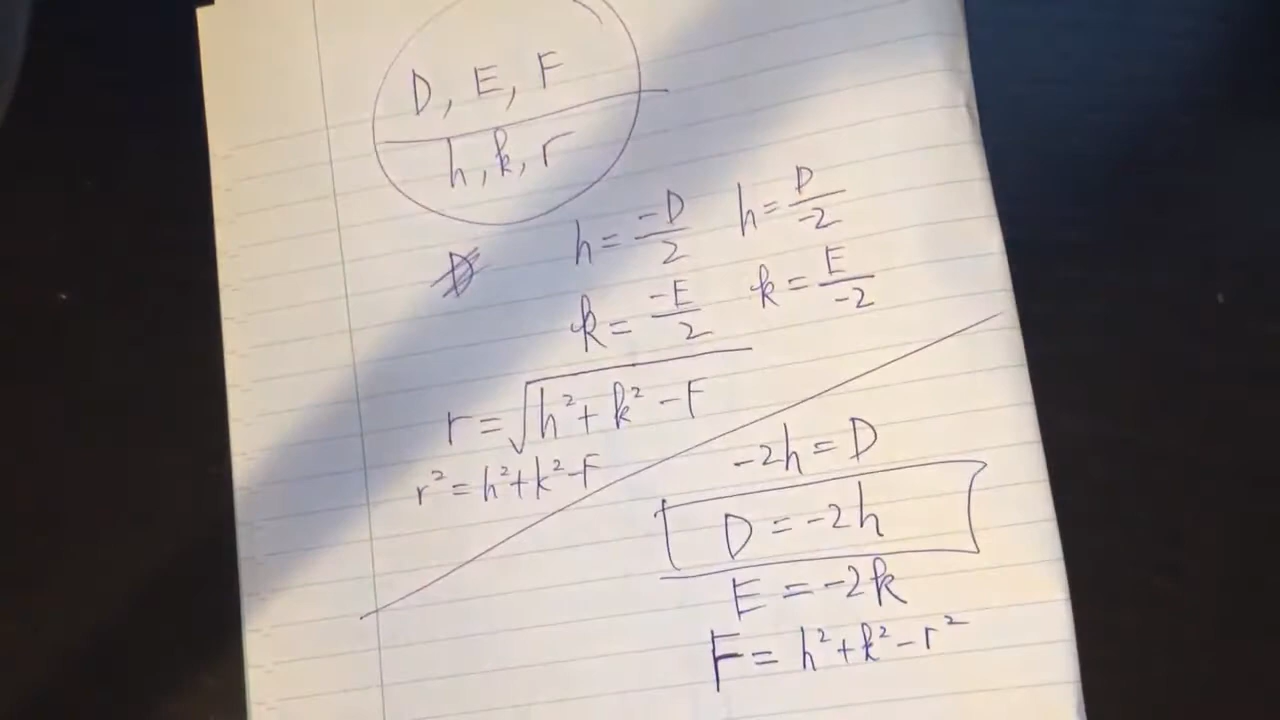 D, E, F
h, k, r
h = -D/2 h = D/-2
k = -E/2 k = E/-2
r = √(h² + k² - F)
r² = h² + k² - F
-2h = D
D = -2h
E = -2k
F = h² + k² - r²